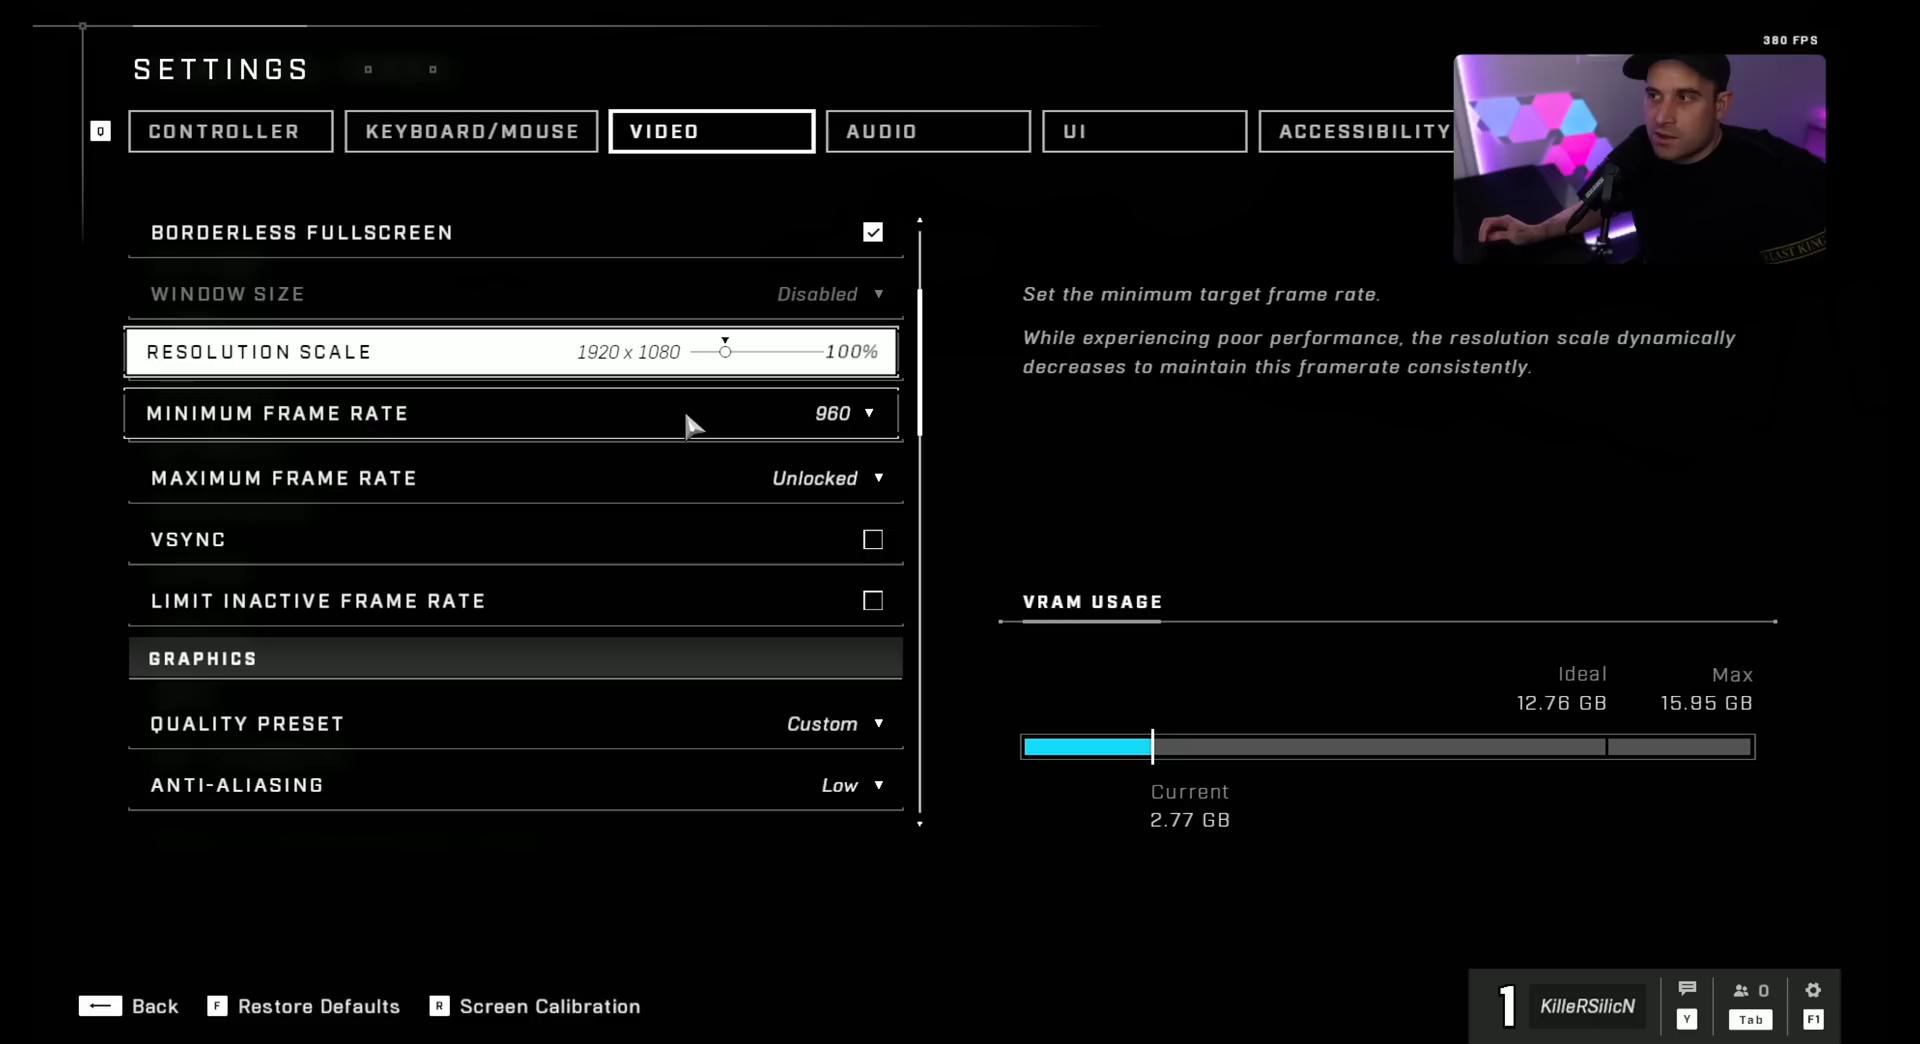 380 FPS
SETTINGS
Q CONTROLLER KEYBOARD/MOUSE VIDEO AUDIO UI ACCESSIBILITY
BORDERLESS FULLSCREEN
WINDOW SIZE Disabled
RESOLUTION SCALE 1920 x 1080 100%
MINIMUM FRAME RATE 960
MAXIMUM FRAME RATE Unlocked
VSYNC
LIMIT INACTIVE FRAME RATE
GRAPHICS
QUALITY PRESET Custom
ANTI-ALIASING Low
Set the minimum target frame rate.
While experiencing poor performance, the resolution scale dynamically
decreases to maintain this framerate consistently.
VRAM USAGE
Ideal Max
12.76 GB 15.95 GB
Current
2.77 GB
Back F Restore Defaults R Screen Calibration
1 KilleRSilicN 0
Y Tab F1